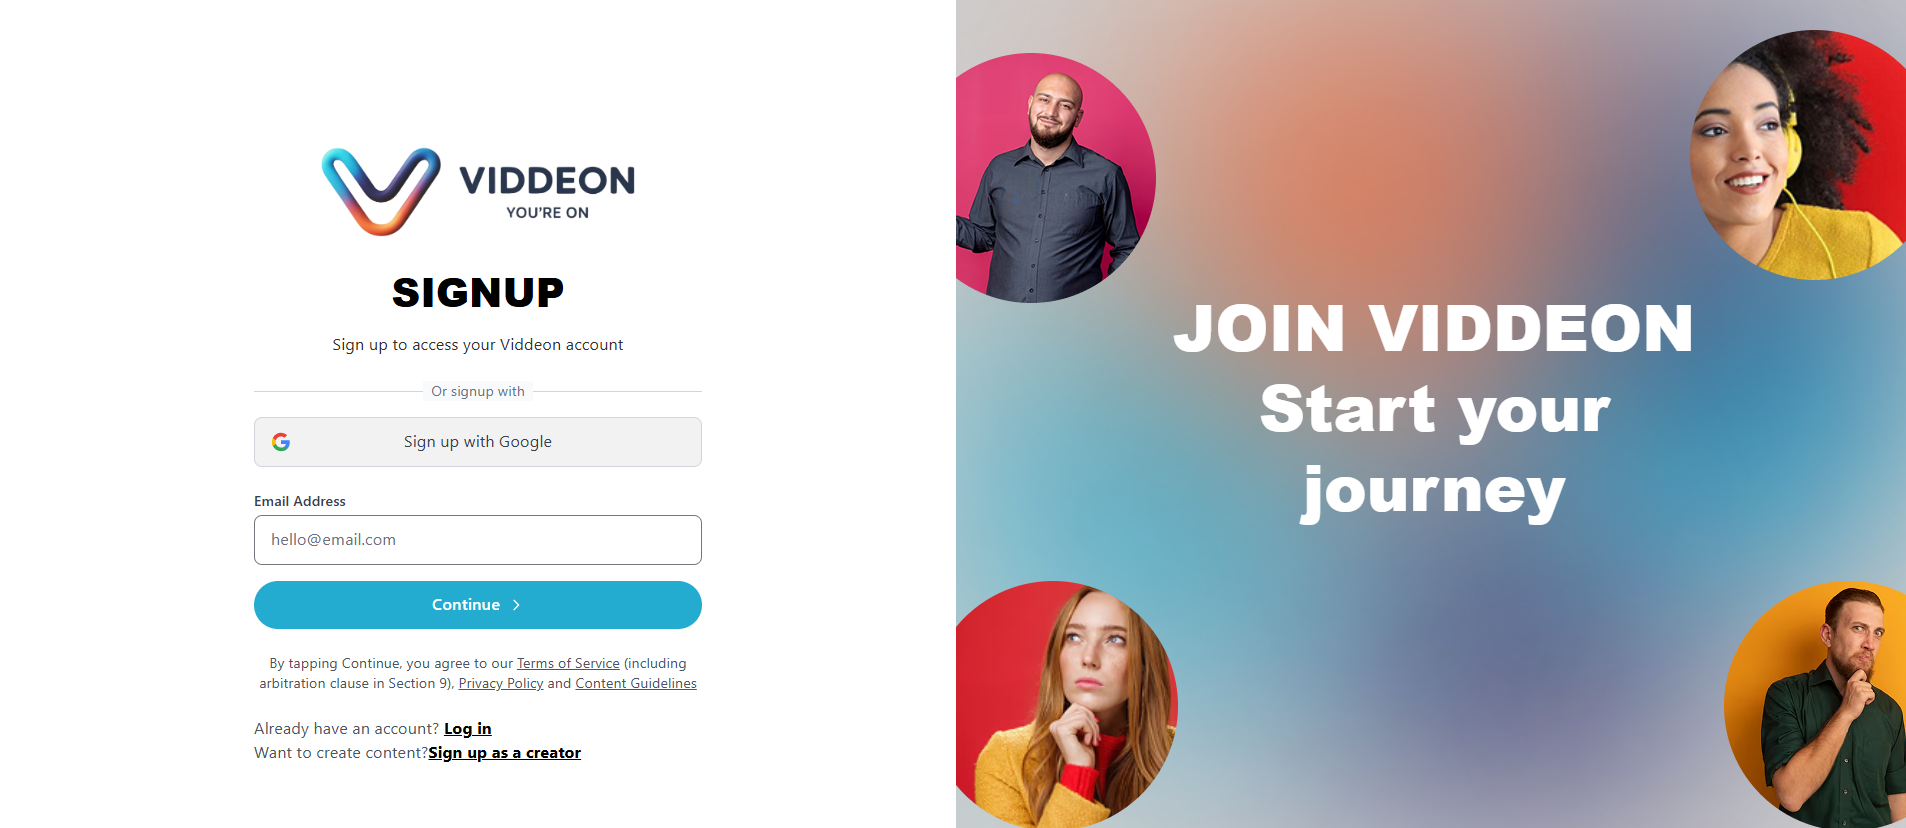 VIDDEON
YOU'RE ON
SIGNUP
Sign up to access your Viddeon account
Or signup with
Sign up with Google
Email Address
hello@email.com
Continue
By tapping Continue, you agree to our Terms of Service (including
arbitration clause in Section 9), Privacy Policy and Content Guidelines
Already have an account? Log in
Want to create content?Sign up as a creator
JOIN VIDDEON
Start your
journey